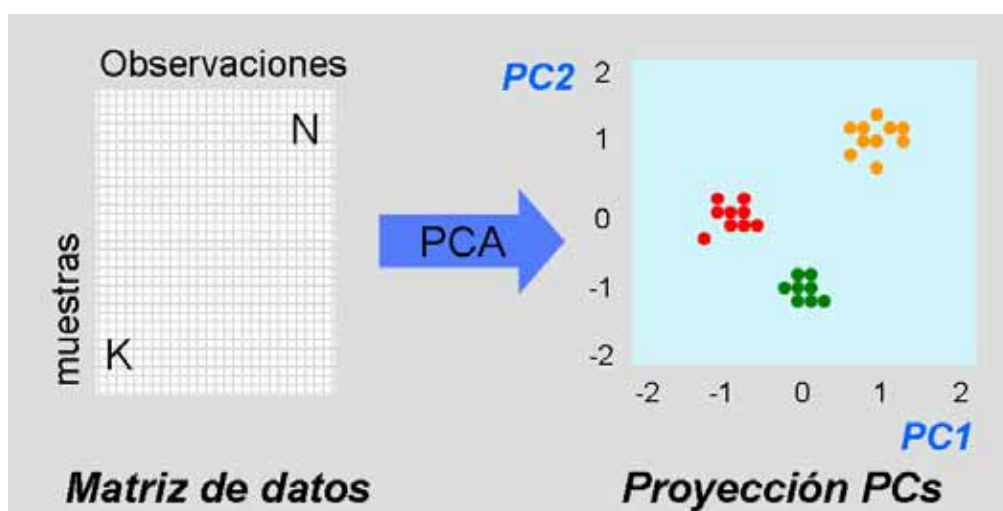 Observaciones
N
muestras
K
Matriz de datos
PCA
PC2
2
1
0
-1
-2
-2 -1 0 1 2
PC1
Proyección PCs